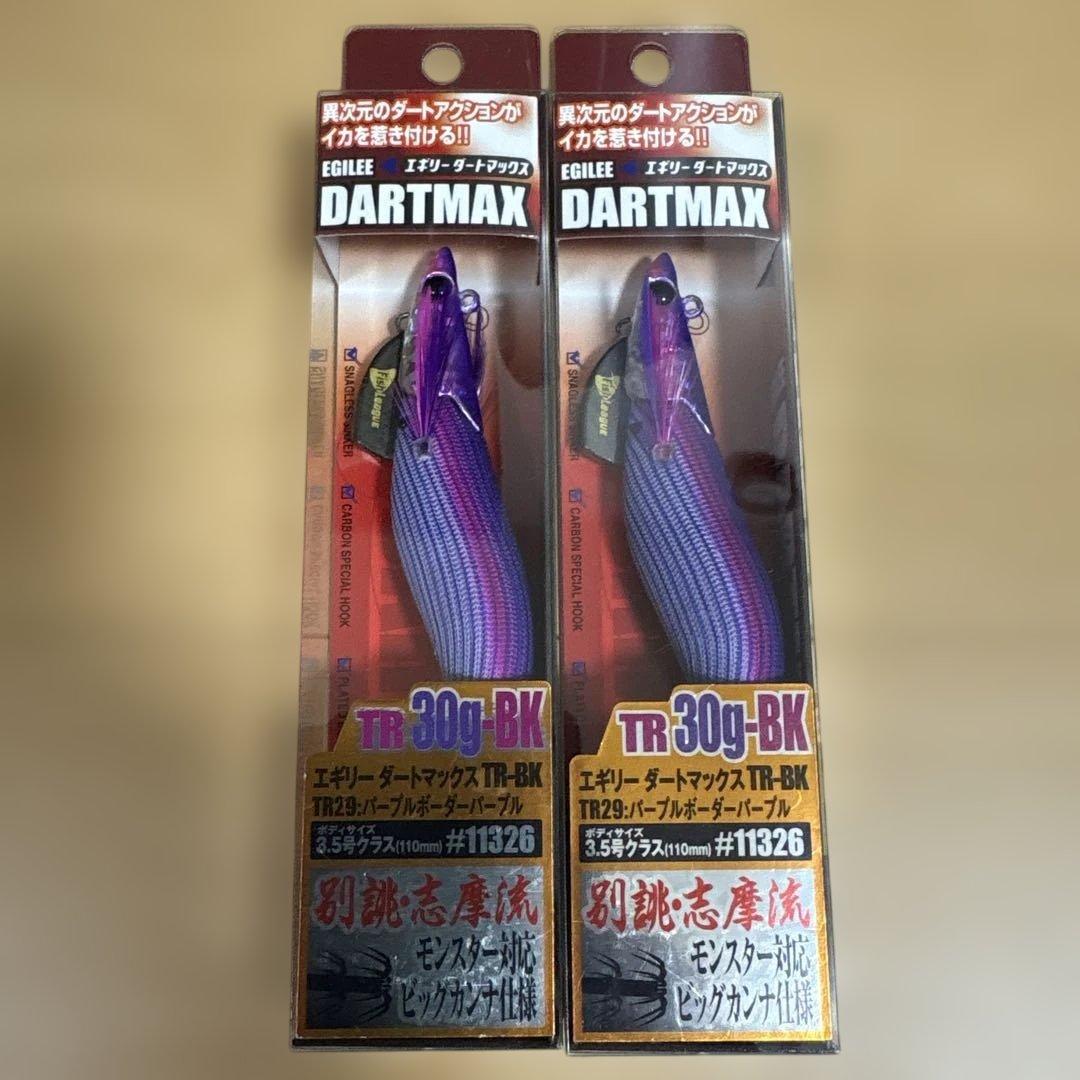 異次元のダートアクションが
イカを惹き付ける!!
EGILEE エギリーダートマックス
DARTMAX
FishLeague
SNAGLESS SINKER
CARBON SPECIAL HOOK
TR 30g-BK
エギリー ダートマックス TR-BK
TR29:パープルボーダーパープル
ボディサイズ
3.5号クラス(110mm) #11326
別誂・志摩流
モンスター対応
ビッグカンナ仕様
異次元のダートアクションが
イカを惹き付ける!!
EGILEE エギリーダートマックス
DARTMAX
FishLeague
SNAGLESS SINKER
CARBON SPECIAL HOOK
TR 30g-BK
エギリー ダートマックス TR-BK
TR29:パープルボーダーパープル
ボディサイズ
3.5号クラス(110mm) #11326
別誂・志摩流
モンスター対応
ビッグカンナ仕様